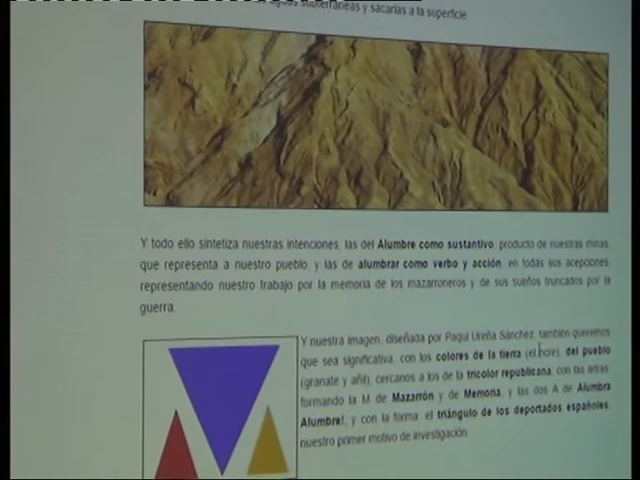 aguas subterráneas y sacarlas a la superficie
Y todo ello sintetiza nuestras intenciones, las del Alumbre como sustantivo, producto de nuestras minas
que representa a nuestro pueblo, y las de alumbrar como verbo y acción, en todas sus acepciones,
representando nuestro trabajo por la memoria de los mazarroneros y de sus sueños truncados por la
guerra.
Y nuestra imagen, diseñada por Paqui Ureña Sánchez, también queremos
que sea significativa, con los colores de la tierra (el ocre), del pueblo
(granate y añil), cercanos a los de la tricolor republicana, con las letras
formando la M de Mazarrón y de Memoria, y las dos A de Alumbra
Alumbre!, y con la forma: el triángulo de los deportados españoles,
nuestro primer motivo de investigación.